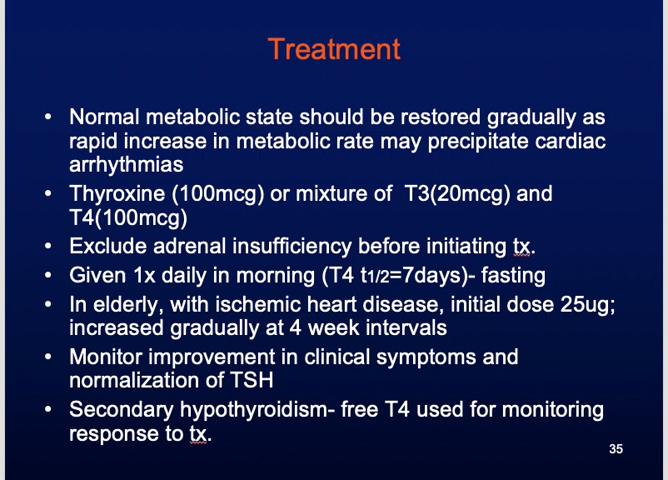 Treatment
• Normal metabolic state should be restored gradually as
rapid increase in metabolic rate may precipitate cardiac
arrhythmias
• Thyroxine (100mcg) or mixture of T3(20mcg) and
T4(100mcg)
• Exclude adrenal insufficiency before initiating tx.
• Given 1x daily in morning (T4 t1/2=7days)- fasting
• In elderly, with ischemic heart disease, initial dose 25ug;
increased gradually at 4 week intervals
• Monitor improvement in clinical symptoms and
normalization of TSH
• Secondary hypothyroidism- free T4 used for monitoring
response to tx.
35